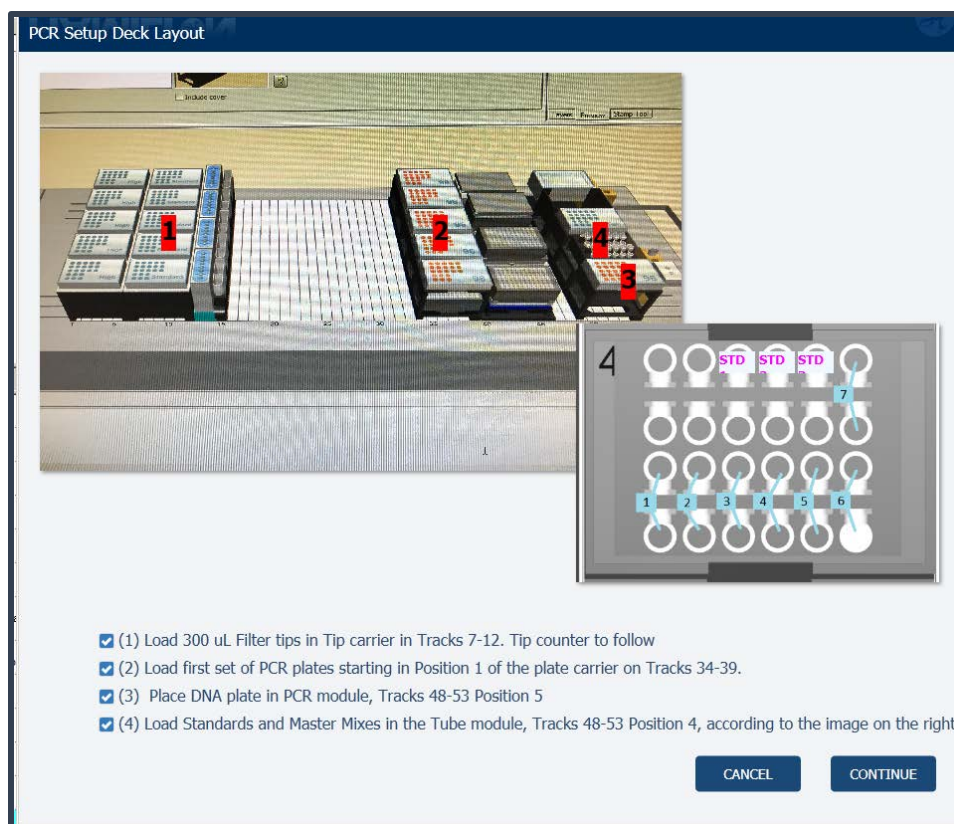 PCR Setup Deck Layout
Include cover
1
2
4
3
4
STD STD STD
7
1 2 3 4 5 6
(1) Load 300 uL Filter tips in Tip carrier in Tracks 7-12. Tip counter to follow
(2) Load first set of PCR plates starting in Position 1 of the plate carrier on Tracks 34-39.
(3) Place DNA plate in PCR module, Tracks 48-53 Position 5
(4) Load Standards and Master Mixes in the Tube module, Tracks 48-53 Position 4, according to the image on the right
CANCEL CONTINUE